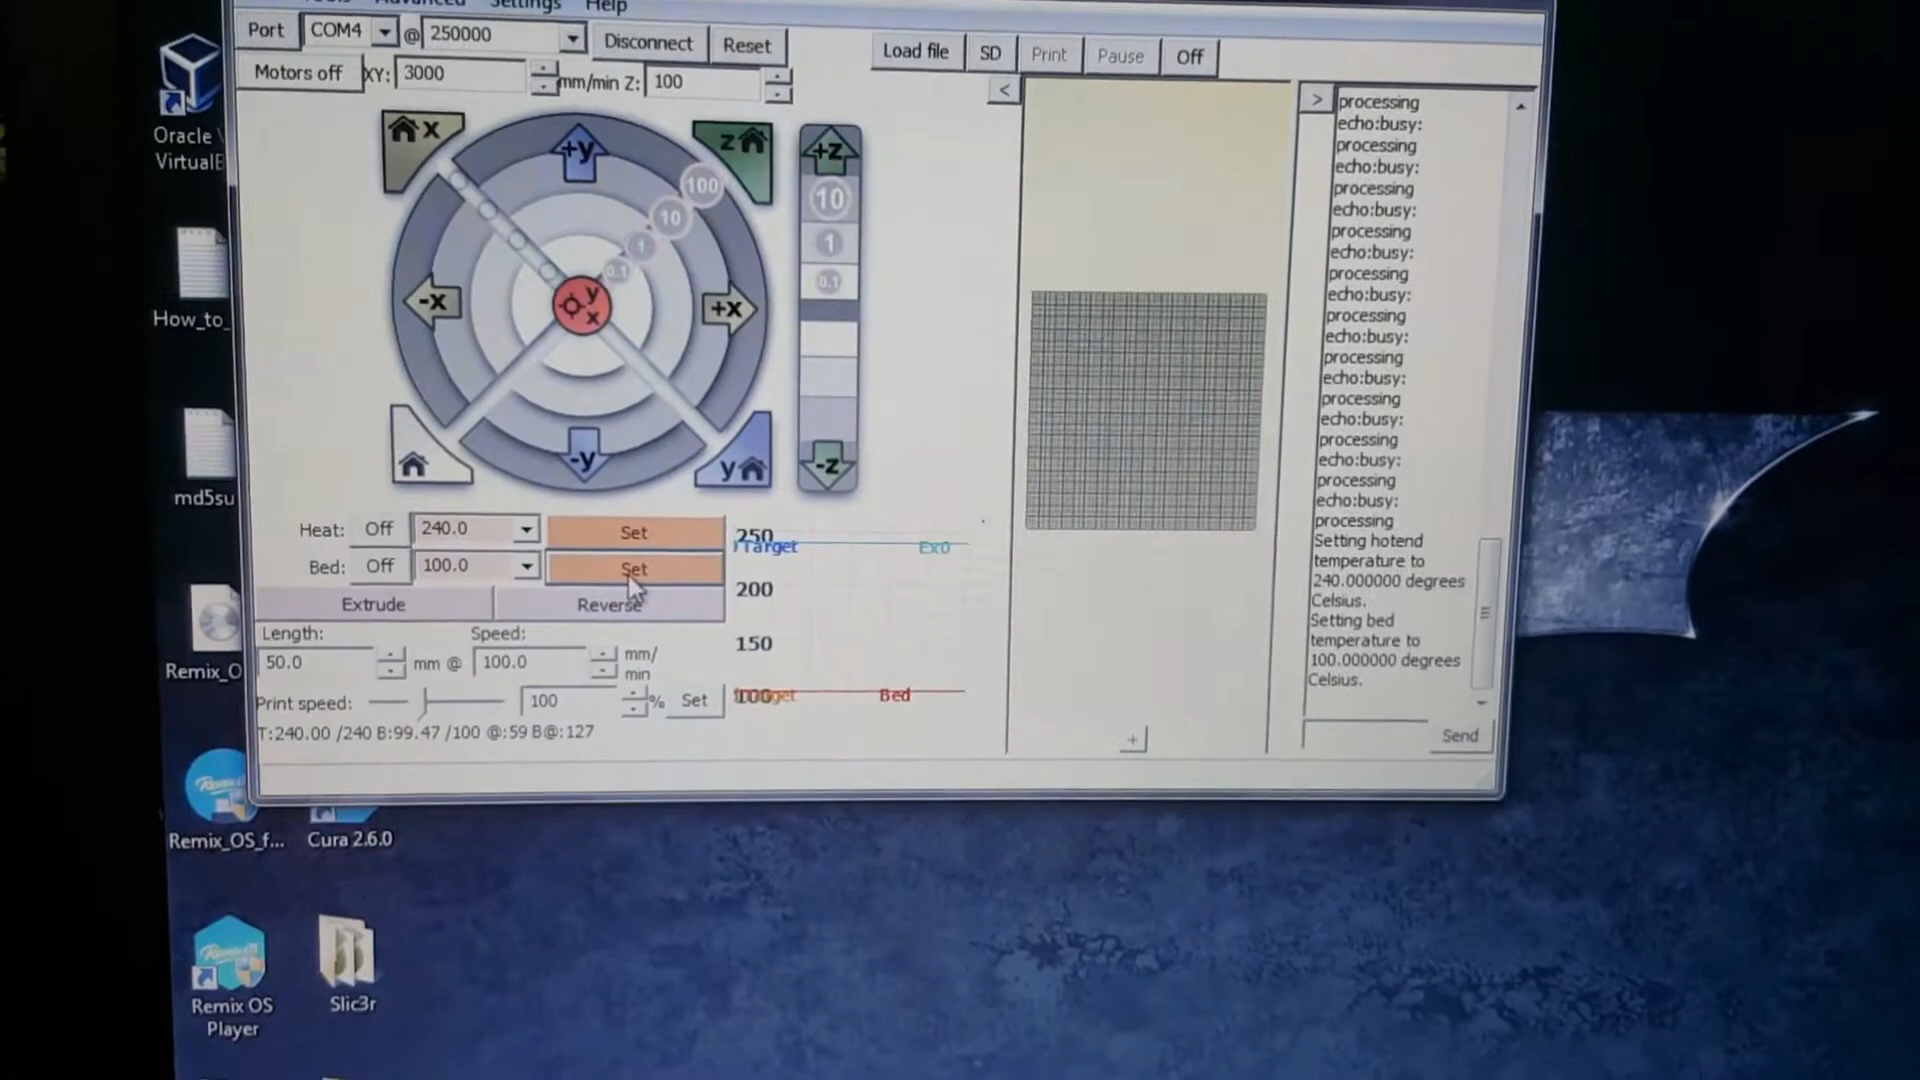 Advanced Settings Help
Port COM4 @ 250000 Disconnect Reset Load file SD Print Pause Off
Motors off XY: 3000 mm/min Z: 100
< >
x
+y
z
100
10
1
0.1
-x
y
x
+x
-y
y
+z
10
1
0.1
-z
Heat: Off 240.0 Set
Bed: Off 100.0 Set
Extrude Reverse
Length: Speed:
50.0 mm @ 100.0 mm/
min
Print speed: 100 % Set
T:240.00 /240 B:99.47 /100 @:59 B@:127
250
Target Ex0
200
150
100 Bed
+
processing
echo:busy:
processing
echo:busy:
processing
echo:busy:
processing
echo:busy:
processing
echo:busy:
processing
echo:busy:
processing
echo:busy:
processing
echo:busy:
processing
echo:busy:
processing
echo:busy:
processing
Setting hotend
temperature to
240.000000 degrees
Celsius.
Setting bed
temperature to
100.000000 degrees
Celsius.
Send
Oracle
VirtualB
How_to_
md5su
Remix_O
Remix_OS_f...
Cura 2.6.0
Remix OS
Player
Slic3r